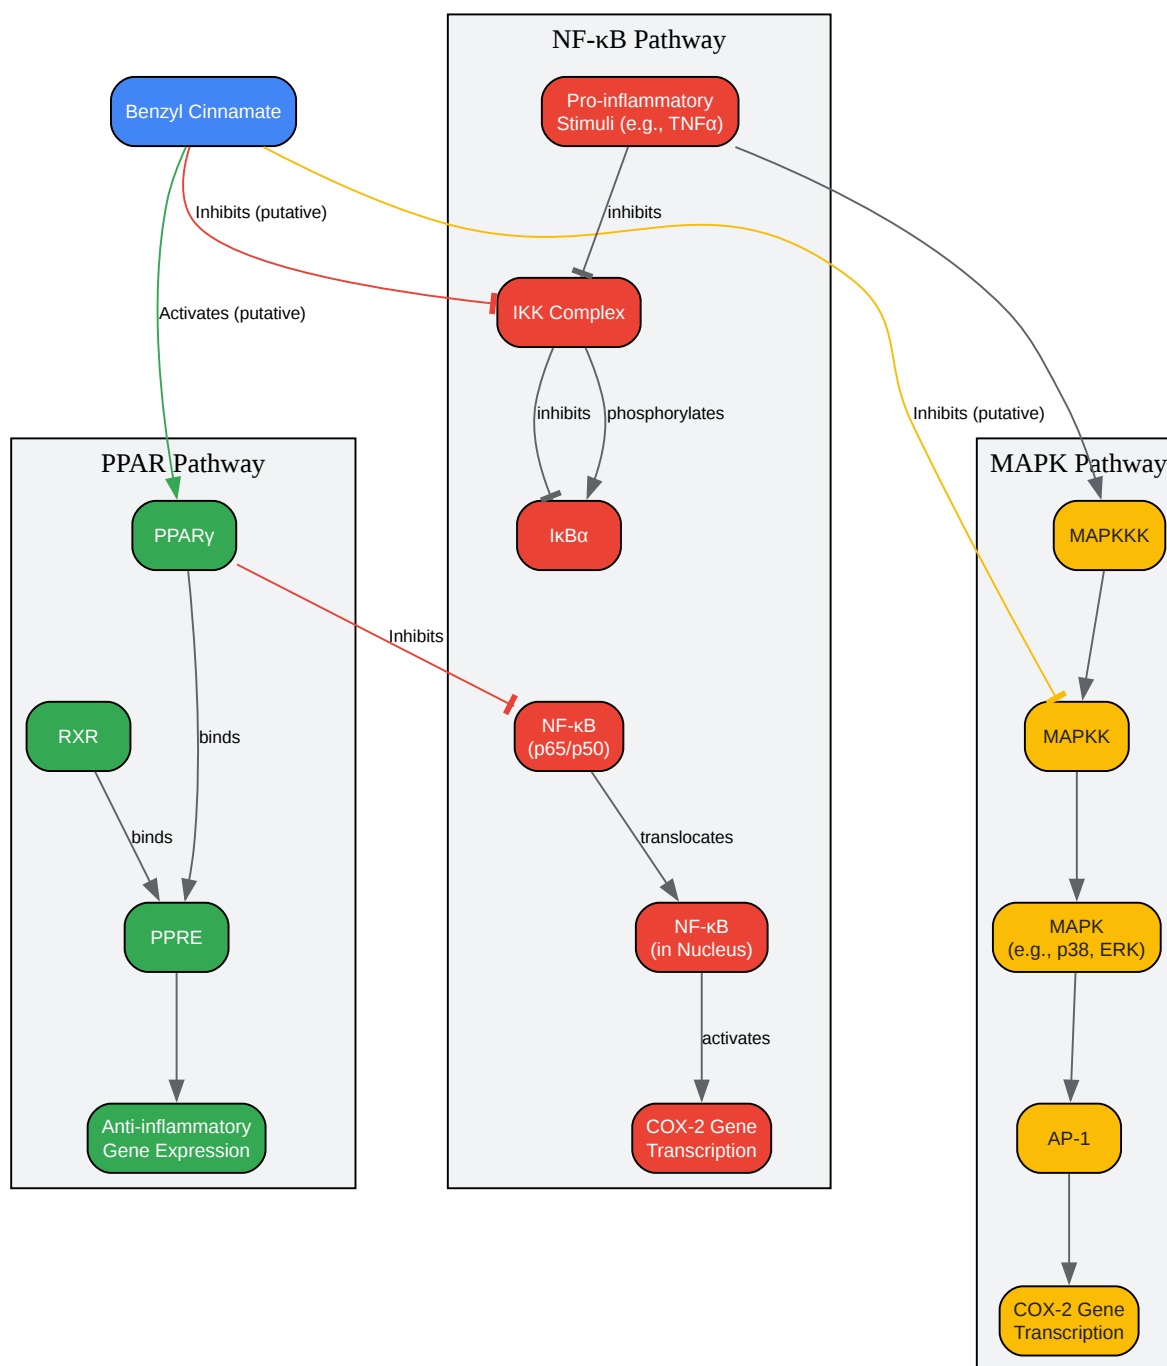 NF-κB Pathway
Benzyl Cinnamate
Pro-inflammatory
Stimuli (e.g., TNFα)
Inhibits (putative)
inhibits
Activates (putative)
IKK Complex
inhibits
phosphorylates
Inhibits (putative)
PPAR Pathway
MAPK Pathway
PPARγ
IκBα
MAPKKK
Inhibits
RXR
binds
NF-κB
(p65/p50)
MAPKK
binds
translocates
PPRE
NF-κB
(in Nucleus)
MAPK
(e.g., p38, ERK)
activates
Anti-inflammatory
Gene Expression
COX-2 Gene
Transcription
AP-1
COX-2 Gene
Transcription